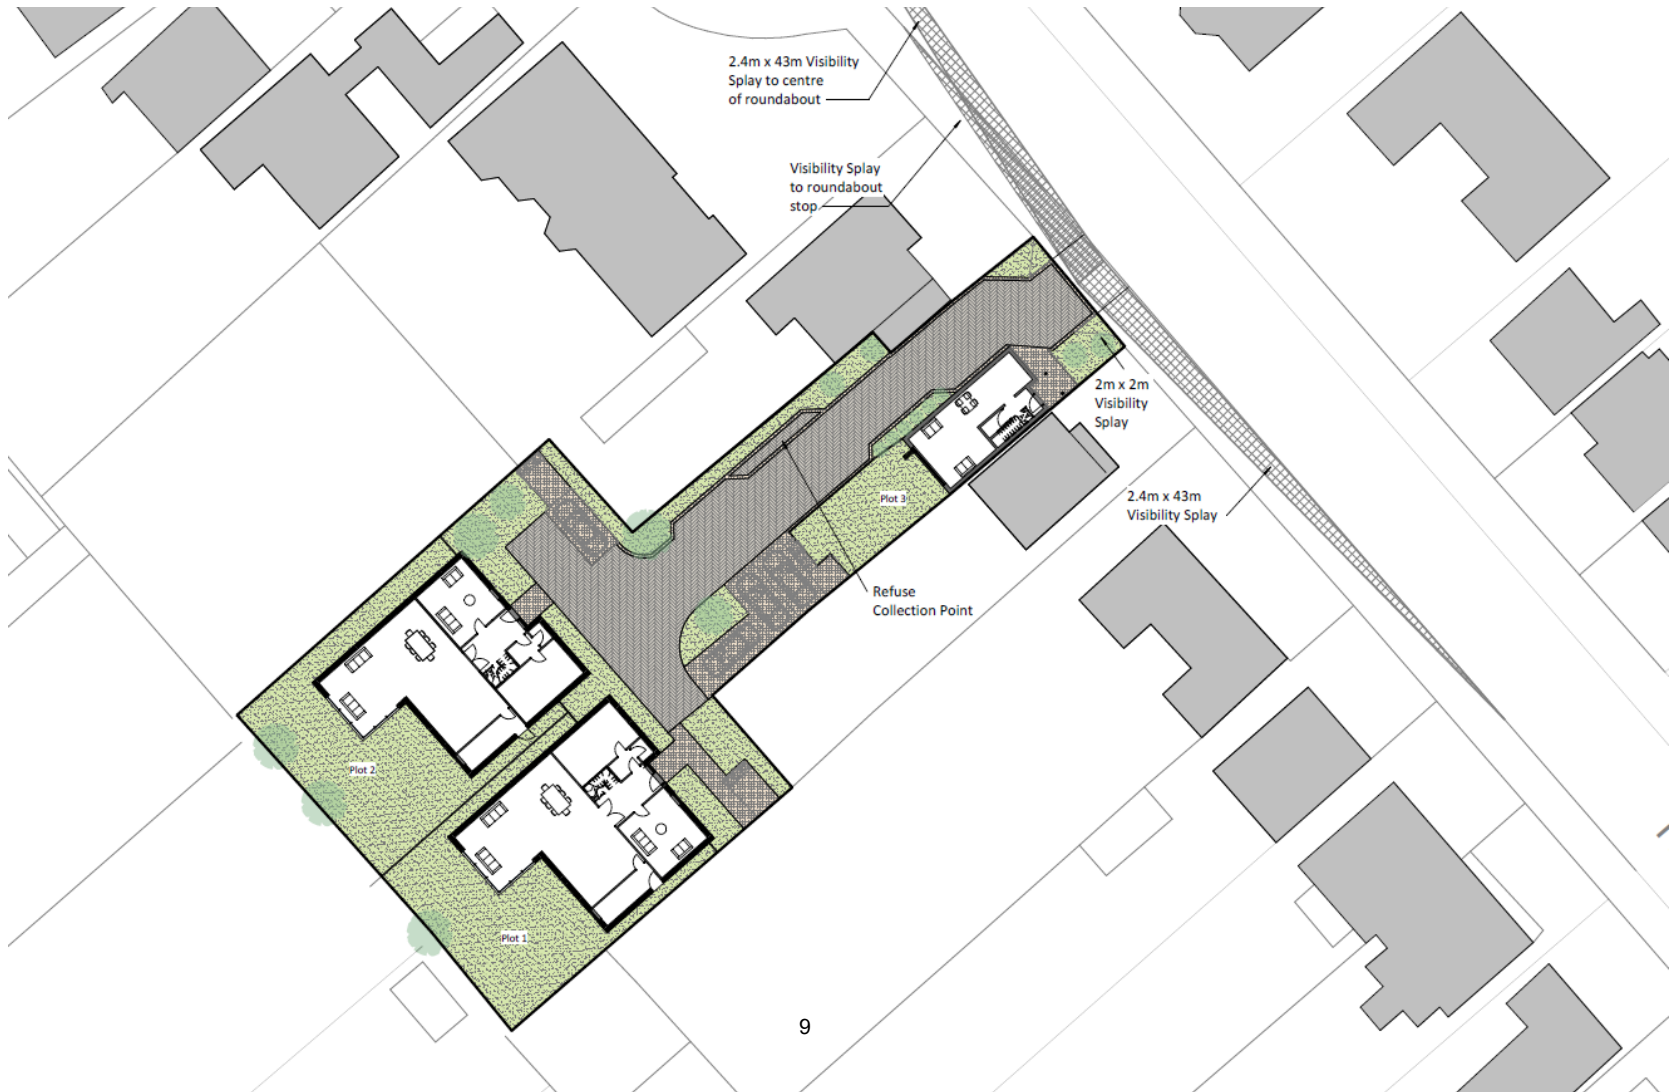 2.4m x 43m Visibility
Splay to centre
of roundabout
Visibility Splay
to roundabout
stop
2m x 2m
Visibility
Splay
Plot 3
2.4m x 43m
Visibility Splay
Refuse
Collection Point
Plot 2
Plot 1
9